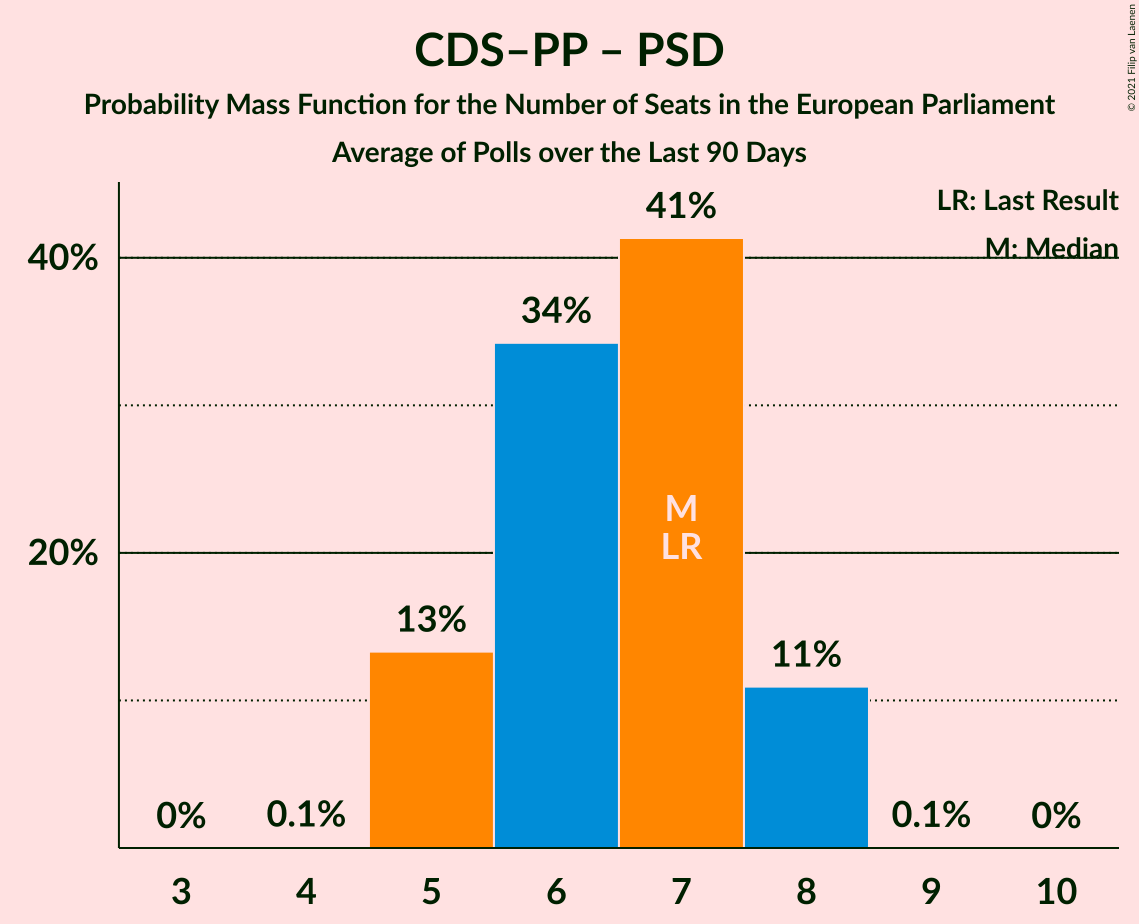 CDS–PP – PSD
Probability Mass Function for the Number of Seats in the European Parliament
Average of Polls over the Last 90 Days
© 2021 Filip van Laenen
LR: Last Result
M: Median
40%
20%
0%
0.1%
13%
34%
41%
M
LR
11%
0.1%
0%
3
4
5
6
7
8
9
10